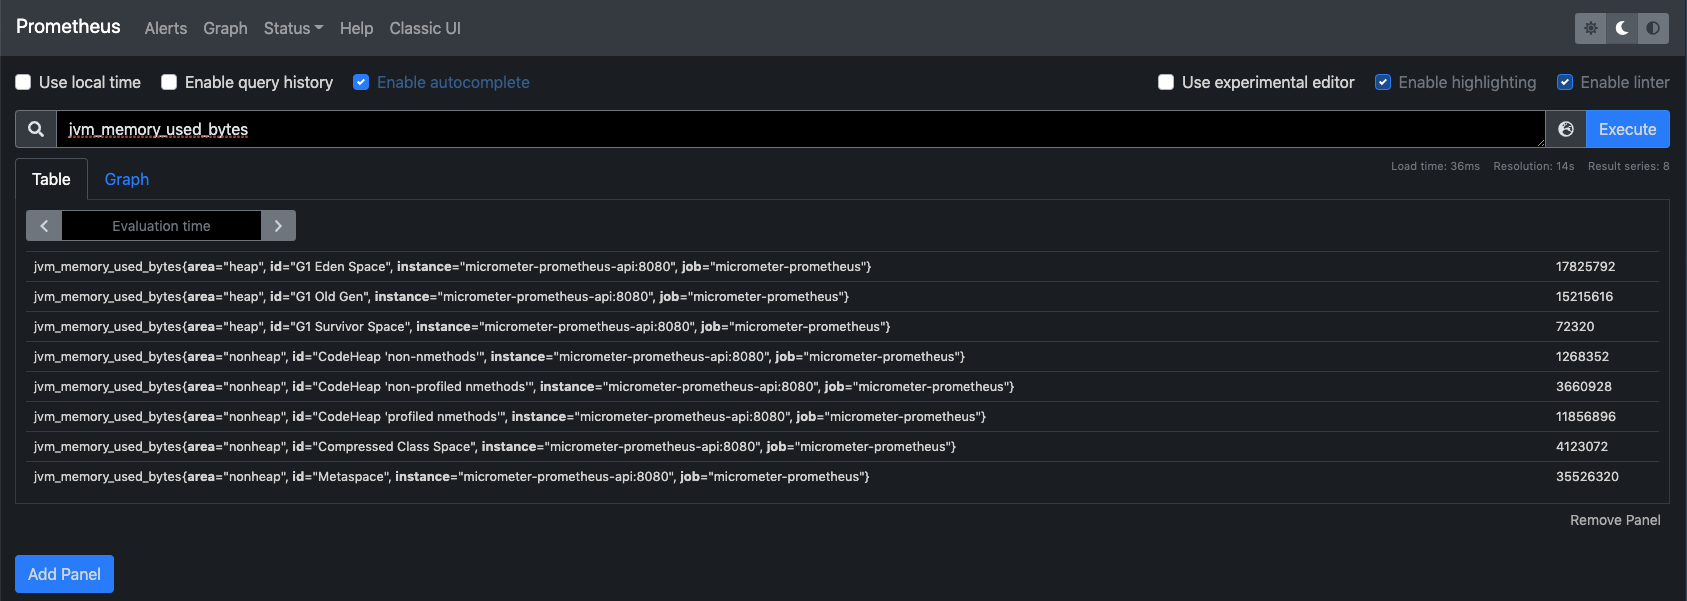 Prometheus Alerts Graph Status Help Classic UI
Use local time Enable query history Enable autocomplete Use experimental editor Enable highlighting Enable linter
jvm_memory_used_bytes Execute
Load time: 36ms Resolution: 14s Result series: 8
Table Graph
Evaluation time
jvm_memory_used_bytes{area="heap", id="G1 Eden Space", instance="micrometer-prometheus-api:8080", job="micrometer-prometheus"} 17825792
jvm_memory_used_bytes{area="heap", id="G1 Old Gen", instance="micrometer-prometheus-api:8080", job="micrometer-prometheus"} 15215616
jvm_memory_used_bytes{area="heap", id="G1 Survivor Space", instance="micrometer-prometheus-api:8080", job="micrometer-prometheus"} 72320
jvm_memory_used_bytes{area="nonheap", id="CodeHeap 'non-nmethods'", instance="micrometer-prometheus-api:8080", job="micrometer-prometheus"} 1268352
jvm_memory_used_bytes{area="nonheap", id="CodeHeap 'non-profiled nmethods'", instance="micrometer-prometheus-api:8080", job="micrometer-prometheus"} 3660928
jvm_memory_used_bytes{area="nonheap", id="CodeHeap 'profiled nmethods'", instance="micrometer-prometheus-api:8080", job="micrometer-prometheus"} 11856896
jvm_memory_used_bytes{area="nonheap", id="Compressed Class Space", instance="micrometer-prometheus-api:8080", job="micrometer-prometheus"} 4123072
jvm_memory_used_bytes{area="nonheap", id="Metaspace", instance="micrometer-prometheus-api:8080", job="micrometer-prometheus"} 35526320
Remove Panel
Add Panel